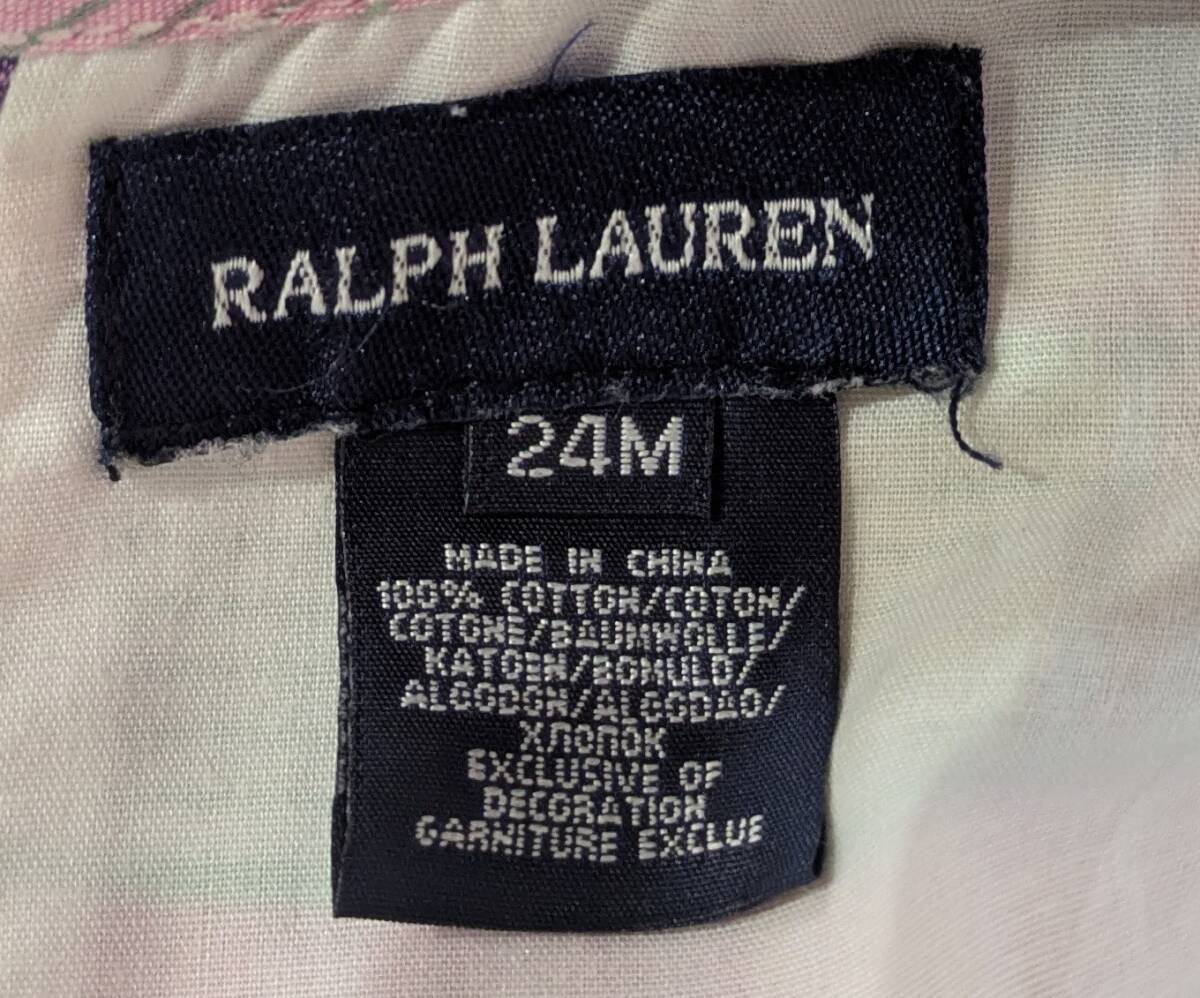 RALPH LAUREN
24M
MADE IN CHINA
100% COTTON/COTON/
COTONE/BAUMWOLLE/
KATOEN/BOMULD/
ALGODON/ALGODAO/
ХЛОПОК
EXCLUSIVE OF
DECORATION
GARNITURE EXCLUE